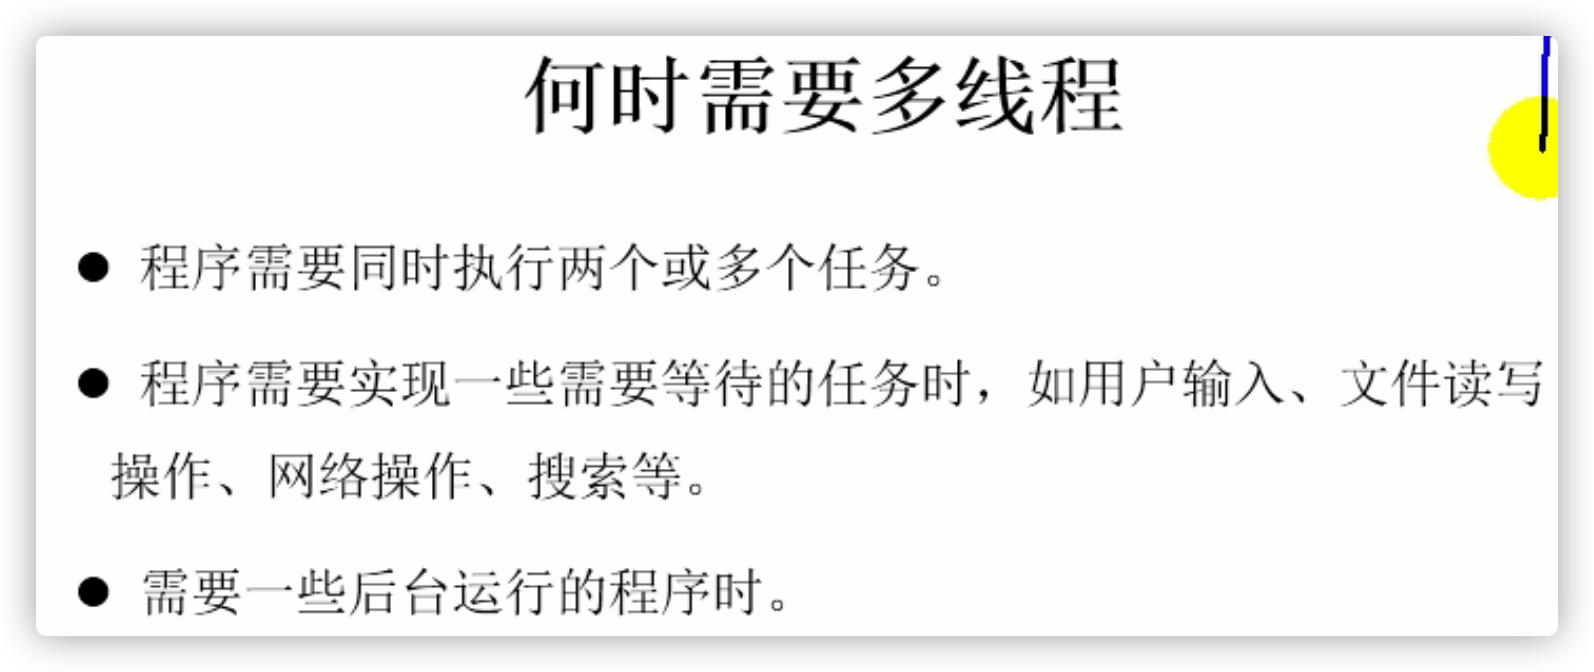 何时需要多线程
● 程序需要同时执行两个或多个任务。
● 程序需要实现一些需要等待的任务时，如用户输入、文件读写
操作、网络操作、搜索等。
● 需要一些后台运行的程序时。